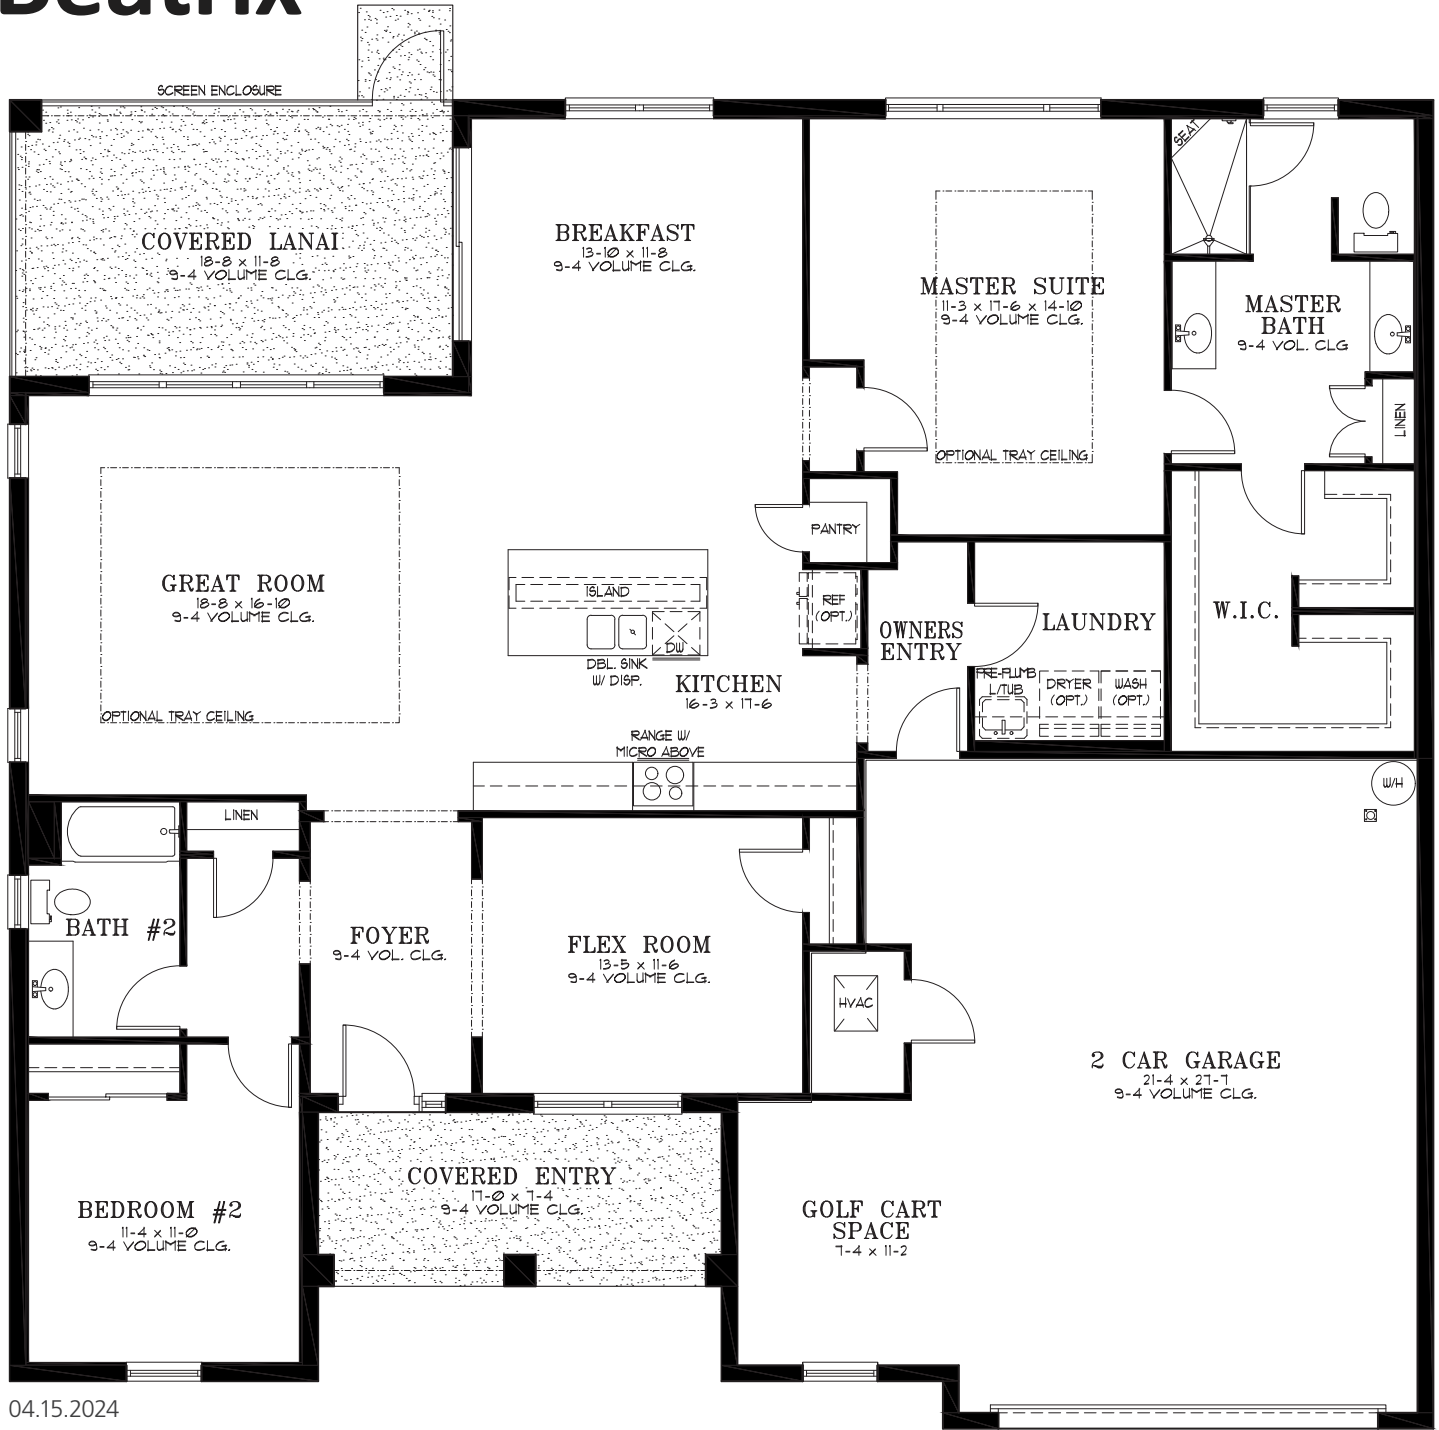 Beatrix
SCREEN ENCLOSURE
COVERED LANAI
18-8 x 11-8
9-4 VOLUME CLG.
BREAKFAST
13-10 x 11-8
9-4 VOLUME CLG.
MASTER SUITE
11-3 x 17-6 x 14-10
9-4 VOLUME CLG.
OPTIONAL TRAY CEILING
SEAT
MASTER
BATH
9-4 VOL. CLG
LINEN
GREAT ROOM
18-8 x 16-10
9-4 VOLUME CLG.
OPTIONAL TRAY CEILING
PANTRY
ISLAND
DW
DBL. SINK
W/ DISP.
REF
(OPT.)
KITCHEN
16-3 x 17-6
RANGE W/
MICRO ABOVE
OWNERS
ENTRY
LAUNDRY
PRE-PLUMB
L/TUB
DRYER
(OPT.)
WASH
(OPT.)
W.I.C.
W/H
LINEN
BATH #2
FOYER
9-4 VOL. CLG.
FLEX ROOM
13-5 x 11-6
9-4 VOLUME CLG.
HVAC
2 CAR GARAGE
21-4 x 27-7
9-4 VOLUME CLG.
COVERED ENTRY
17-0 x 7-4
9-4 VOLUME CLG.
BEDROOM #2
11-4 x 11-0
9-4 VOLUME CLG.
GOLF CART
SPACE
7-4 x 11-2
04.15.2024